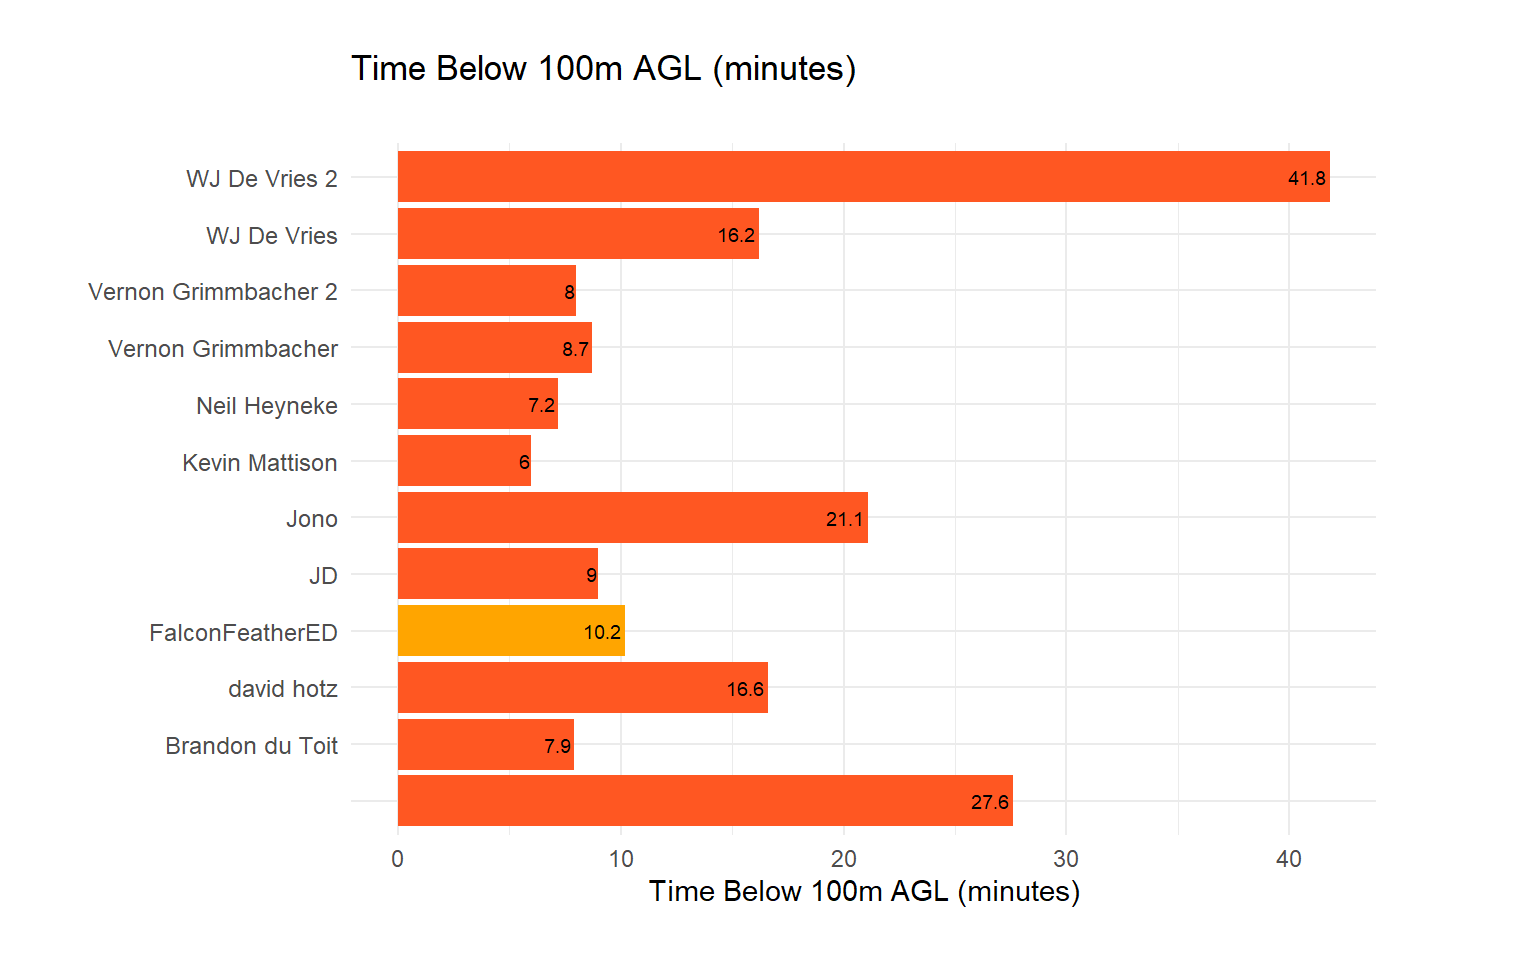 Time Below 100m AGL (minutes)
WJ De Vries 2 41.8
WJ De Vries 16.2
Vernon Grimmbacher 2 8
Vernon Grimmbacher 8.7
Neil Heyneke 7.2
Kevin Mattison 6
Jono 21.1
JD 9
FalconFeatherED 10.2
david hotz 16.6
Brandon du Toit 7.9
27.6
0 10 20 30 40
Time Below 100m AGL (minutes)